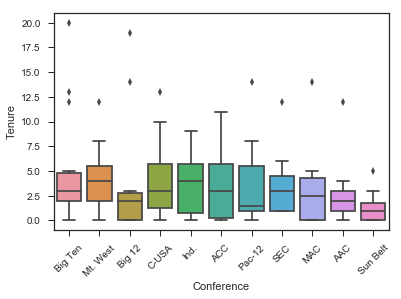 20.0
17.5
15.0
12.5
10.0
7.5
5.0
2.5
0.0
Tenure
Big Ten
Mt. West
Big 12
C-USA
Ind.
ACC
Pac-12
SEC
MAC
AAC
Sun Belt
Conference